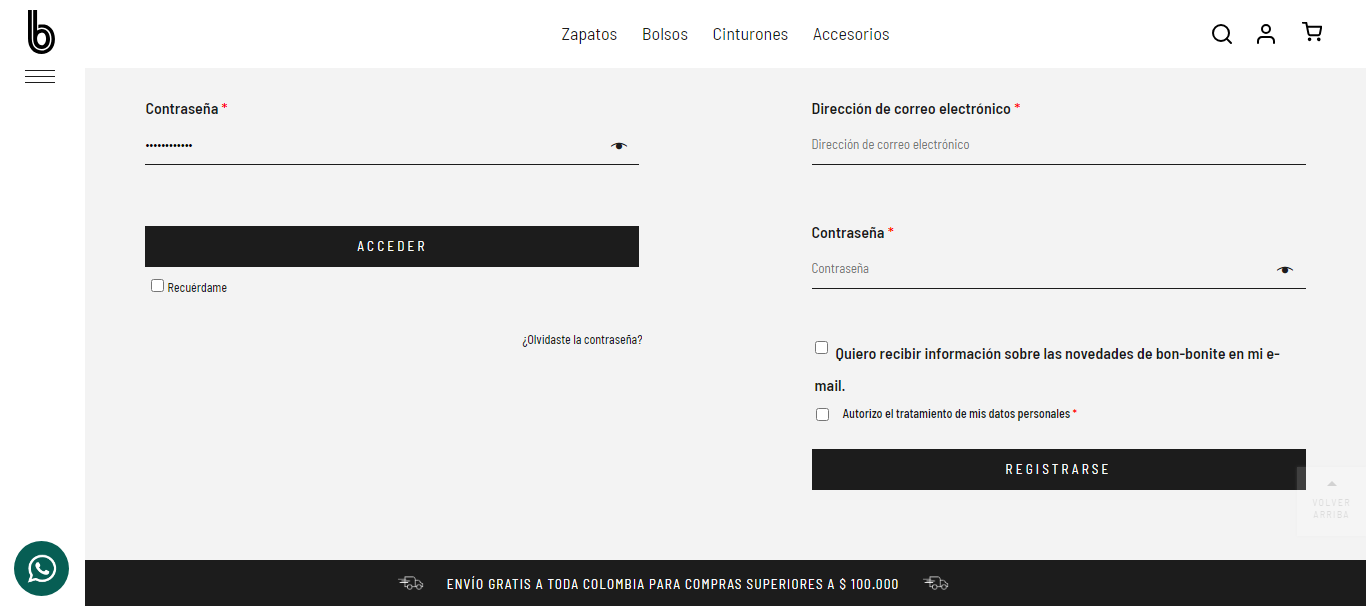 b
Zapatos Bolsos Cinturones Accesorios
Contraseña *
••••••••••••
ACCEDER
Recuérdame
¿Olvidaste la contraseña?
Dirección de correo electrónico *
Dirección de correo electrónico
Contraseña *
Contraseña
Quiero recibir información sobre las novedades de bon-bonite en mi e-
mail.
Autorizo el tratamiento de mis datos personales *
REGISTRARSE
VOLVER
ARRIBA
ENVÍO GRATIS A TODA COLOMBIA PARA COMPRAS SUPERIORES A $ 100.000